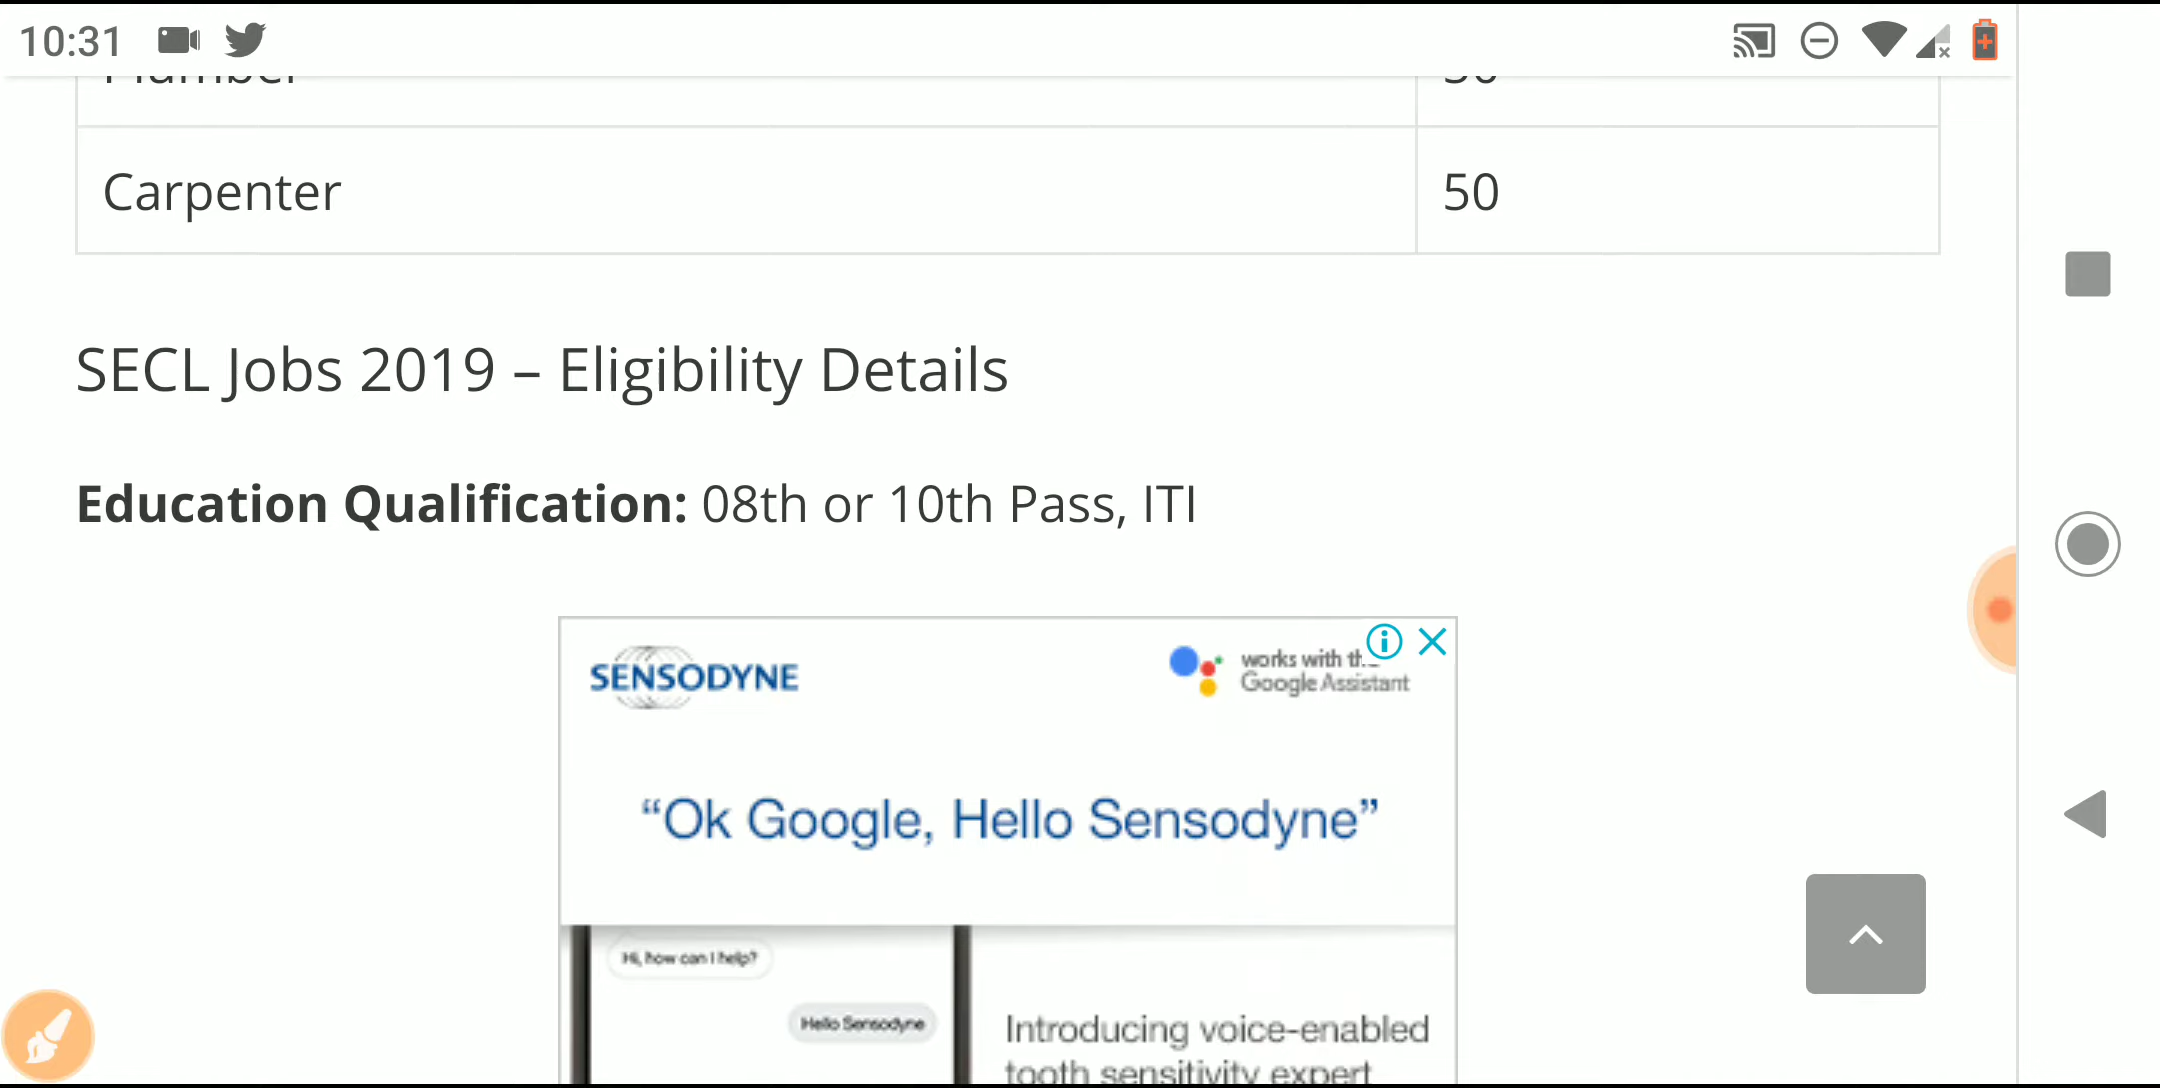 10:31
Carpenter 50
SECL Jobs 2019 – Eligibility Details
Education Qualification: 08th or 10th Pass, ITI
SENSODYNE
works with
Google Assistant
“Ok Google, Hello Sensodyne”
Hi, how can I help?
Hello Sensodyne
Introducing voice-enabled
tooth sensitivity expert